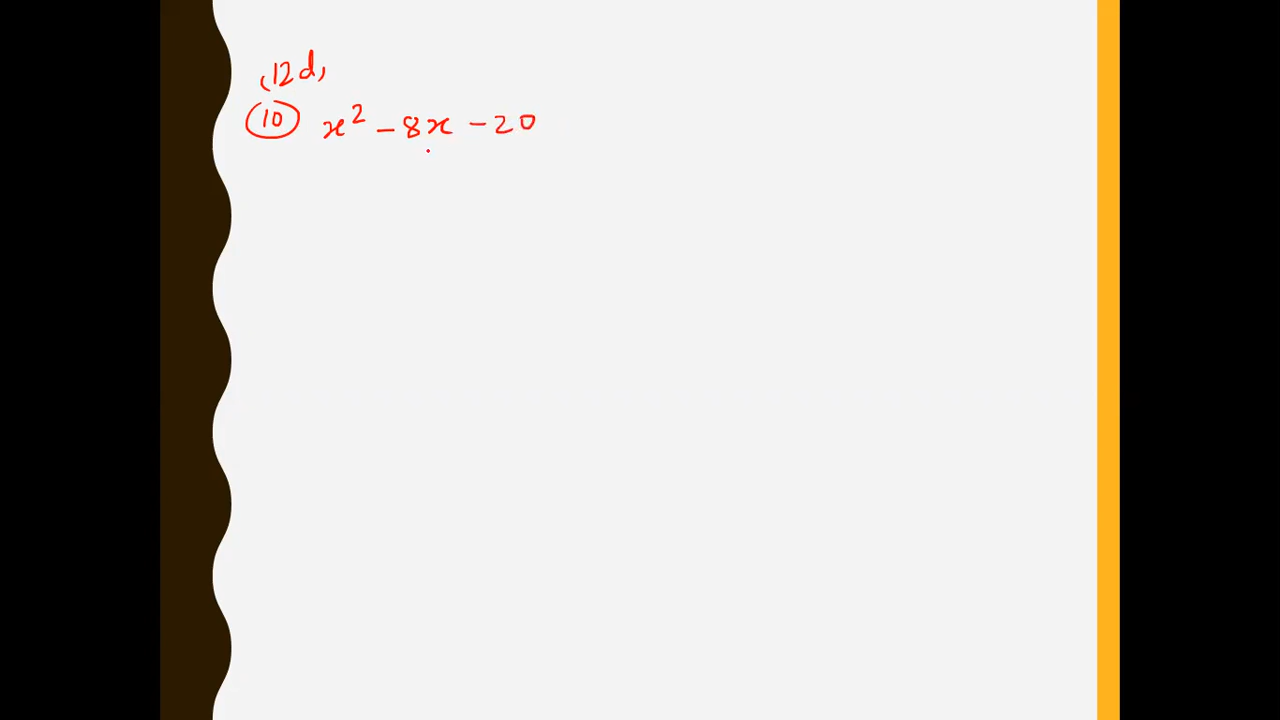 (12d,
(10) x² - 8x - 20